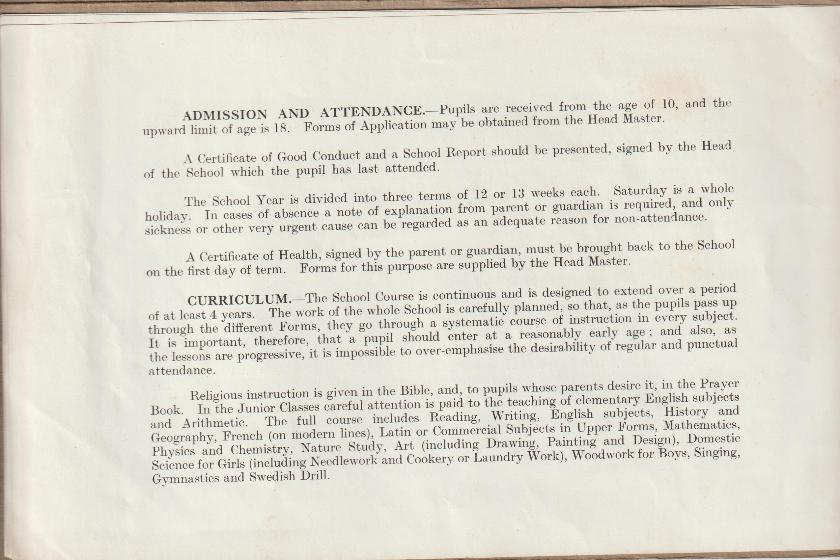 ADMISSION AND ATTENDANCE.—Pupils are received from the age of 10, and the
upward limit of age is 18. Forms of Application may be obtained from the Head Master.
A Certificate of Good Conduct and a School Report should be presented, signed by the Head
of the School which the pupil has last attended.
The School Year is divided into three terms of 12 or 13 weeks each. Saturday is a whole
holiday. In cases of absence a note of explanation from parent or guardian is required, and only
sickness or other very urgent cause can be regarded as an adequate reason for non-attendance.
A Certificate of Health, signed by the parent or guardian, must be brought back to the School
on the first day of term. Forms for this purpose are supplied by the Head Master.
CURRICULUM.—The School Course is continuous and is designed to extend over a period
of at least 4 years. The work of the whole School is carefully planned, so that, as the pupils pass up
through the different Forms, they go through a systematic course of instruction in every subject.
It is important, therefore, that a pupil should enter at a reasonably early age; and also, as
the lessons are progressive, it is impossible to over-emphasise the desirability of regular and punctual
attendance.
Religious instruction is given in the Bible, and, to pupils whose parents desire it, in the Prayer
Book. In the Junior Classes careful attention is paid to the teaching of elementary English subjects
and Arithmetic. The full course includes Reading, Writing, English subjects, History and
Geography, French (on modern lines), Latin or Commercial Subjects in Upper Forms, Mathematics,
Physics and Chemistry, Nature Study, Art (including Drawing, Painting and Design), Domestic
Science for Girls (including Needlework and Cookery or Laundry Work), Woodwork for Boys, Singing,
Gymnastics and Swedish Drill.